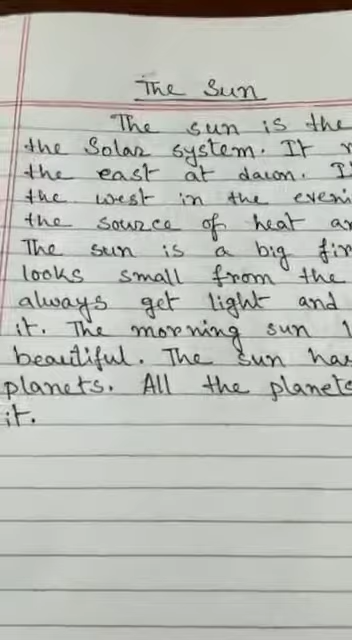 The Sun
The sun is the
the Solar system. It
the east at dawn.
the west in the
the source of heat
The sun is a big
looks small from the
always get light and
it. The morning sun
beautiful. The sun has
planets. All the planets
it.